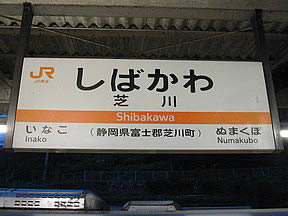 JR
JR東海
しばかわ
芝川
Shibakawa
いなこ
Inako
(静岡県富士郡芝川町)
ぬまくぼ
Numakubo